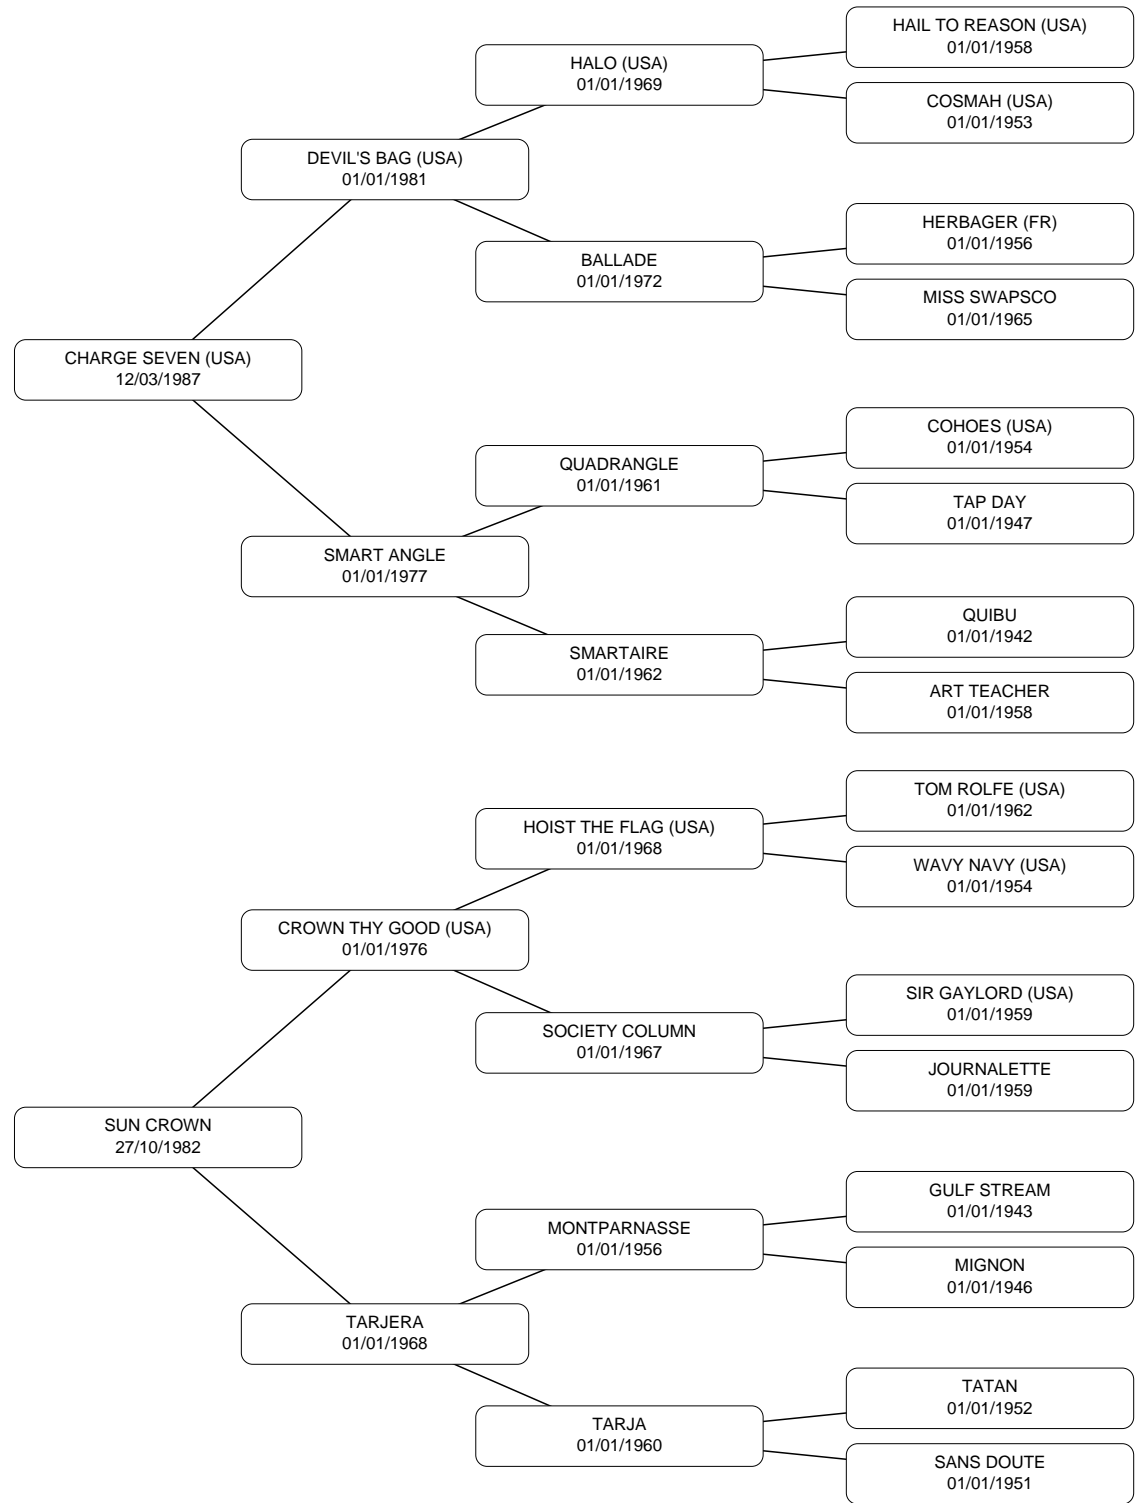 HAIL TO REASON (USA)
01/01/1958
HALO (USA)
01/01/1969
COSMAH (USA)
01/01/1953
DEVIL'S BAG (USA)
01/01/1981
HERBAGER (FR)
01/01/1956
BALLADE
01/01/1972
MISS SWAPSCO
01/01/1965
CHARGE SEVEN (USA)
12/03/1987
COHOES (USA)
01/01/1954
QUADRANGLE
01/01/1961
TAP DAY
01/01/1947
SMART ANGLE
01/01/1977
QUIBU
01/01/1942
SMARTAIRE
01/01/1962
ART TEACHER
01/01/1958
TOM ROLFE (USA)
01/01/1962
HOIST THE FLAG (USA)
01/01/1968
WAVY NAVY (USA)
01/01/1954
CROWN THY GOOD (USA)
01/01/1976
SIR GAYLORD (USA)
01/01/1959
SOCIETY COLUMN
01/01/1967
JOURNALETTE
01/01/1959
SUN CROWN
27/10/1982
GULF STREAM
01/01/1943
MONTPARNASSE
01/01/1956
MIGNON
01/01/1946
TARJERA
01/01/1968
TATAN
01/01/1952
TARJA
01/01/1960
SANS DOUTE
01/01/1951